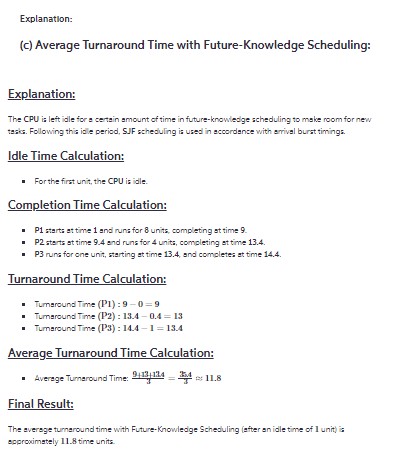 Explanation:
(c) Average Turnaround Time with Future-Knowledge Scheduling:
Explanation:
The CPU is left idle for a certain amount of time in future-knowledge scheduling to make room for new
tasks. Following this idle period, SJF scheduling is used in accordance with arrival burst timings.
Idle Time Calculation:
▪ For the first unit, the CPU is idle.
Completion Time Calculation:
▪ P1 starts at time 1 and runs for 8 units, completing at time 9.
▪ P2 starts at time 9.4 and runs for 4 units, completing at time 13.4.
▪ P3 runs for one unit, starting at time 13.4, and completes at time 14.4.
Turnaround Time Calculation:
▪ Turnaround Time (P1) : 9 − 0 = 9
▪ Turnaround Time (P2) : 13.4 − 0.4 = 13
▪ Turnaround Time (P3) : 14.4 − 1 = 13.4
Average Turnaround Time Calculation:
▪ Average Turnaround Time: (9+13+13.4)/3 = 35.4/3 ≈ 11.8
Final Result:
The average turnaround time with Future-Knowledge Scheduling (after an idle time of 1 unit) is
approximately 11.8 time units.